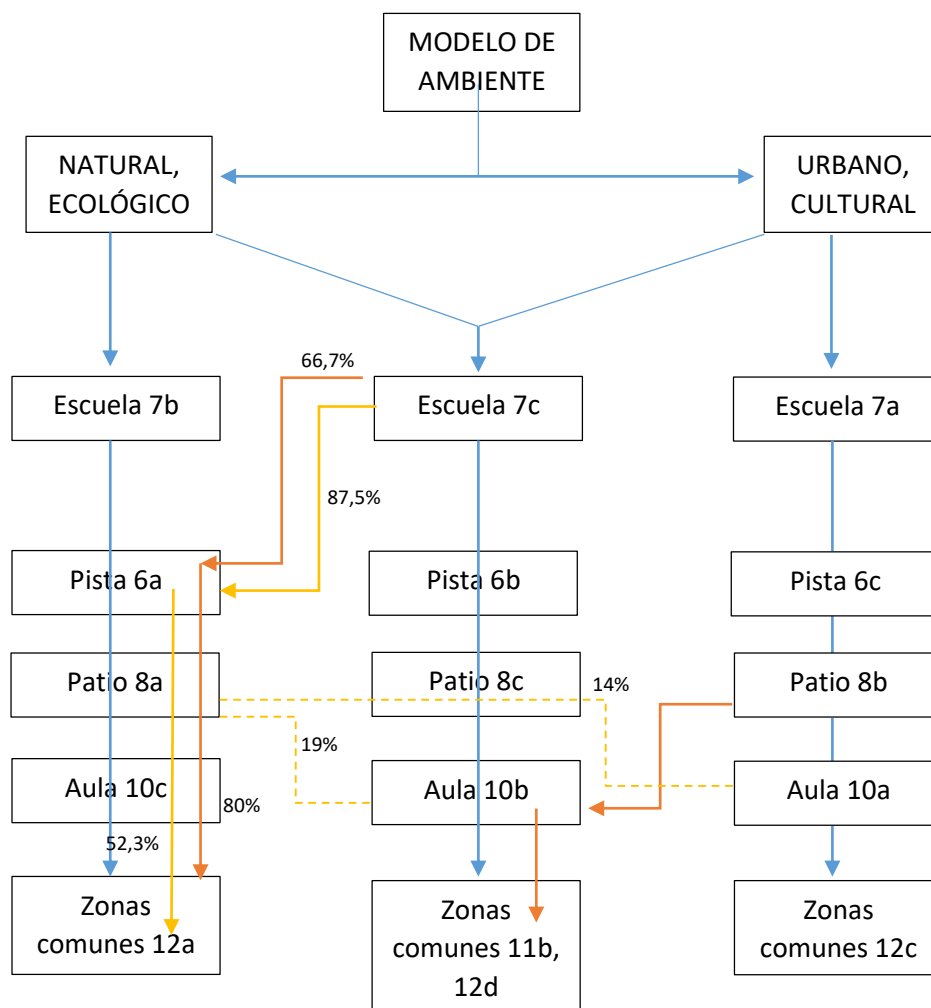 MODELO DE
AMBIENTE
NATURAL,
ECOLÓGICO
URBANO,
CULTURAL
66,7%
Escuela 7b
Escuela 7c
Escuela 7a
87,5%
Pista 6a
Pista 6b
Pista 6c
Patio 8a
Patio 8c
14%
Patio 8b
19%
Aula 10c
Aula 10b
Aula 10a
80%
52,3%
Zonas
comunes 12a
Zonas
comunes 11b,
12d
Zonas
comunes 12c